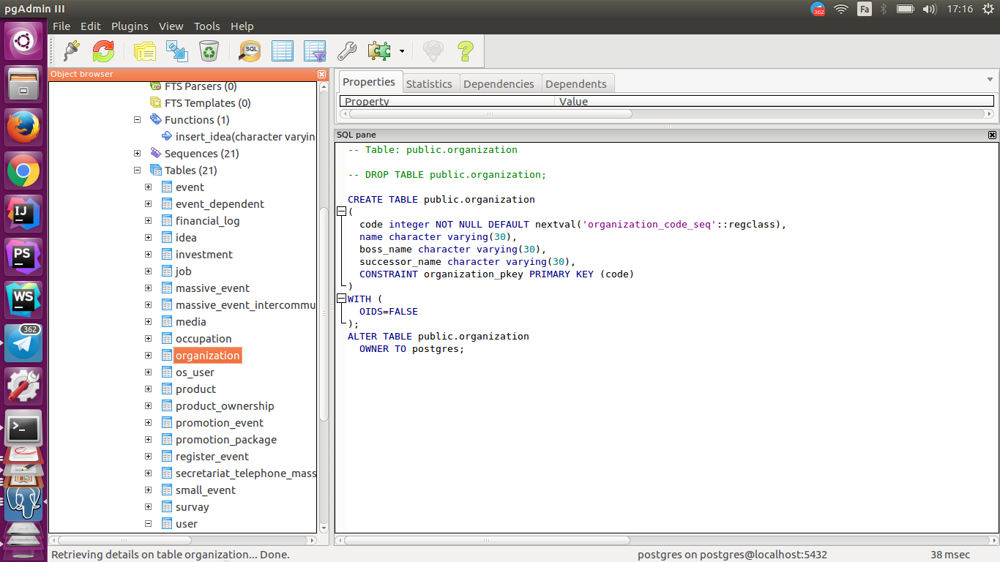 pgAdmin III
362
Fa
17:16
File Edit Plugins View Tools Help
SQL
Object browser
FTS Parsers (0)
FTS Templates (0)
Functions (1)
insert_idea(character varyin
Sequences (21)
Tables (21)
event
event_dependent
financial_log
idea
investment
job
massive_event
massive_event_intercommu
media
occupation
organization
os_user
product
product_ownership
promotion_event
promotion_package
register_event
secretariat_telephone_mass
small_event
survay
user
Properties Statistics Dependencies Dependents
Property Value
SQL pane
-- Table: public.organization
-- DROP TABLE public.organization;
CREATE TABLE public.organization
(
code integer NOT NULL DEFAULT nextval('organization_code_seq'::regclass),
name character varying(30),
boss_name character varying(30),
successor_name character varying(30),
CONSTRAINT organization_pkey PRIMARY KEY (code)
)
WITH (
OIDS=FALSE
);
ALTER TABLE public.organization
OWNER TO postgres;
IJ
PS
WS
362
>_
Retrieving details on table organization... Done.
postgres on postgres@localhost:5432
38 msec